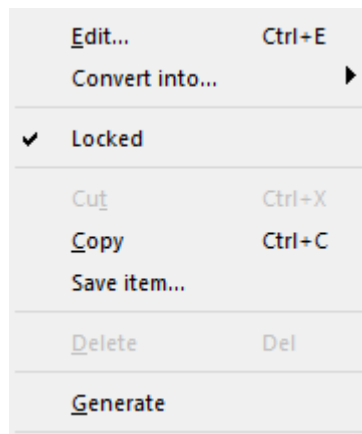 Edit... Ctrl+E
Convert into...
Locked
Cut Ctrl+X
Copy Ctrl+C
Save item...
Delete Del
Generate